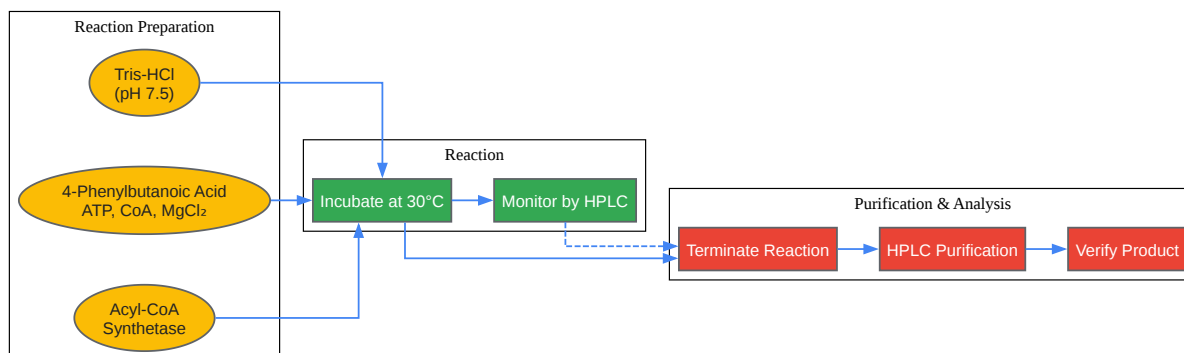 Reaction Preparation
Tris-HCl
(pH 7.5)
4-Phenylbutanoic Acid
ATP, CoA, MgCl₂
Acyl-CoA
Synthetase
Reaction
Incubate at 30°C
Monitor by HPLC
Purification & Analysis
Terminate Reaction
HPLC Purification
Verify Product